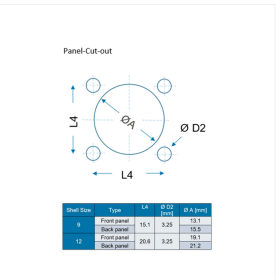 Panel-Cut-out
ØA
L4
Ø D2
L4
Shell Size Type L4 Ø D2 [mm] Ø A [mm]
9 Front panel 15.1 3.25 13.1
Back panel 15.5
12 Front panel 20.6 3.25 19.1
Back panel 21.2